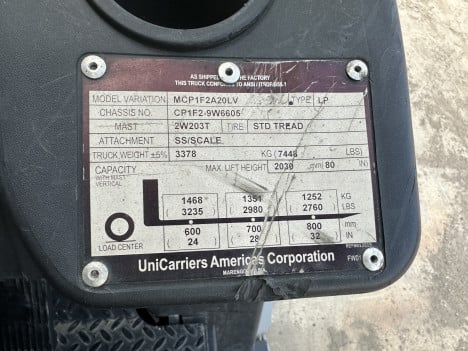 AS SHIPPED FROM THE FACTORY
THIS TRUCK CONFORMS TO ANSI / ITSDF B56.1
MODEL VARIATION MCP1F2A20LV TYPE LP
CHASSIS NO. CP1F2-9W6605
MAST 2W203T TIRE STD TREAD
ATTACHMENT SS/SCALE
TRUCK WEIGHT ±5% 3378 KG (7446 LBS)
CAPACITY MAX. LIFT HEIGHT 2030 mm( 80 IN)
WITH MAST
VERTICAL
1468 1351 1252 KG
3235 2980 2760 LBS
600 700 800 mm
24 28 32 IN
LOAD CENTER
UniCarriers Americas Corporation